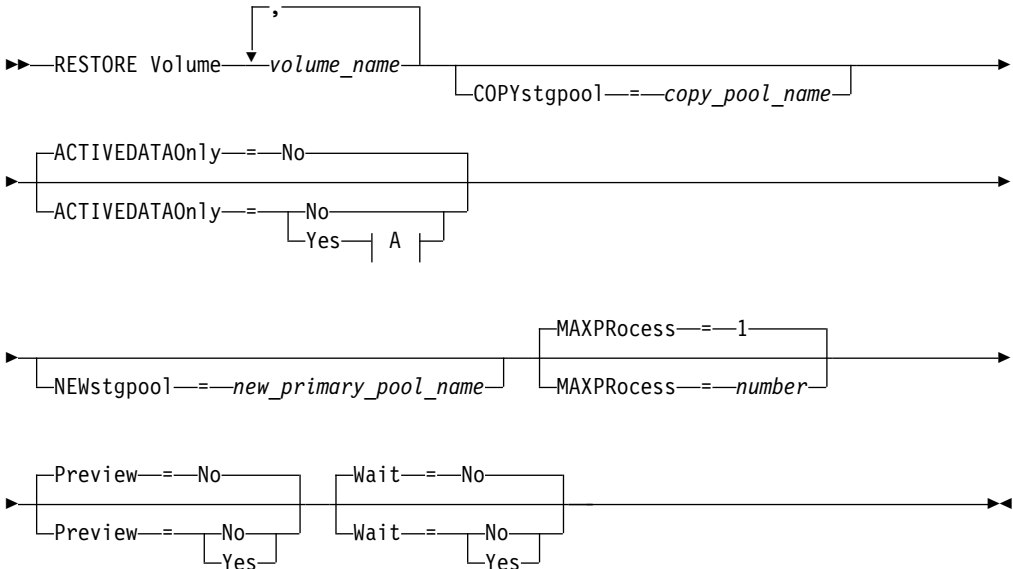 ,
RESTORE Volume volume_name
COPYstgpool = copy_pool_name
ACTIVEDATAOnly = No
ACTIVEDATAOnly = No
Yes A
MAXPRocess = 1
NEWstgpool = new_primary_pool_name MAXPRocess = number
Preview = No Wait = No
Preview = No Wait = No
Yes Yes